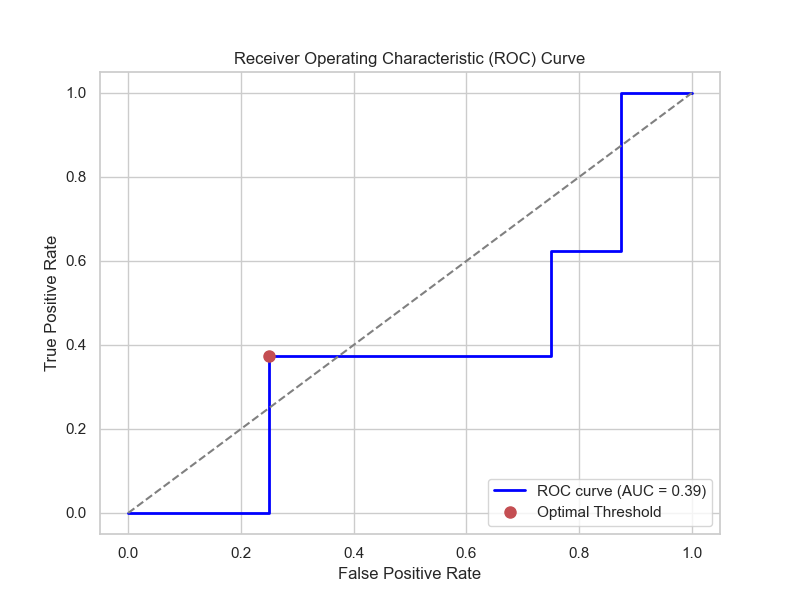 Receiver Operating Characteristic (ROC) Curve
True Positive Rate
1.0
0.8
0.6
0.4
0.2
0.0
ROC curve (AUC = 0.39)
Optimal Threshold
0.0 0.2 0.4 0.6 0.8 1.0
False Positive Rate